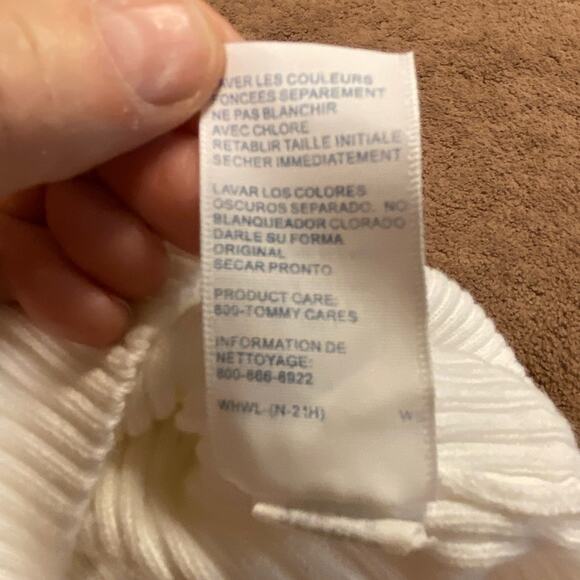 LAVER LES COULEURS
FONCEES SEPAREMENT
NE PAS BLANCHIR
AVEC CHLORE
RETABLIR TAILLE INITIALE
SECHER IMMEDIATEMENT
LAVAR LOS COLORES
OSCUROS SEPARADO. NO
BLANQUEADOR CLORADO
DARLE SU FORMA
ORIGINAL
SECAR PRONTO
PRODUCT CARE:
800-TOMMY CARES
INFORMATION DE
NETTOYAGE:
800-866-6922
WHWL-(N-21H) W